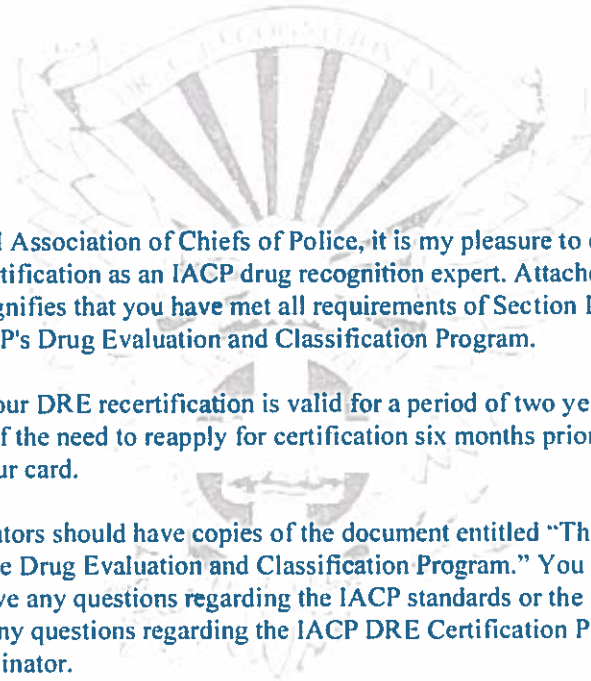 DRUG RECOGNITION EXPERT
Association of Chiefs of Police, it is my pleasure to
rtification as an IACP drug recognition expert. Attache
gnifies that you have met all requirements of Section
P's Drug Evaluation and Classification Program.
our DRE recertification is valid for a period of two ye
f the need to reapply for certification six months prior
ur card.
ators should have copies of the document entitled “Th
e Drug Evaluation and Classification Program.” You
ve any questions regarding the IACP standards or the
ny questions regarding the IACP DRE Certification P
inator.